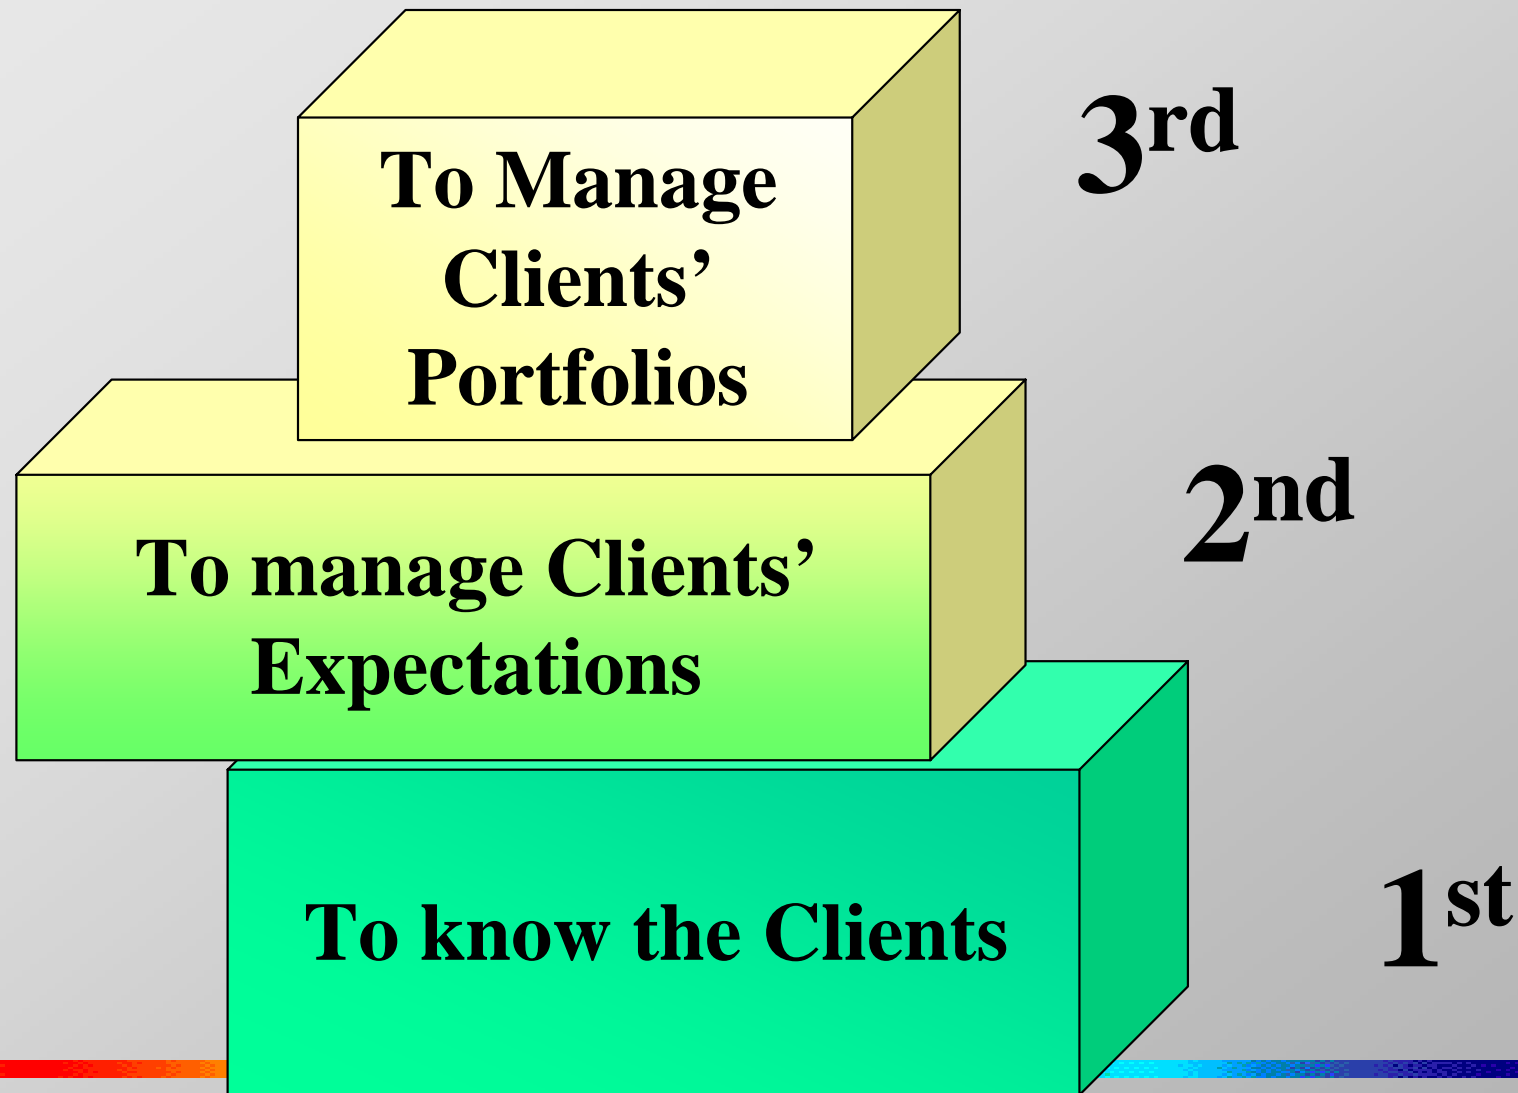 To Manage
Clients’
Portfolios
3rd
To manage Clients’
Expectations
2nd
To know the Clients
1st